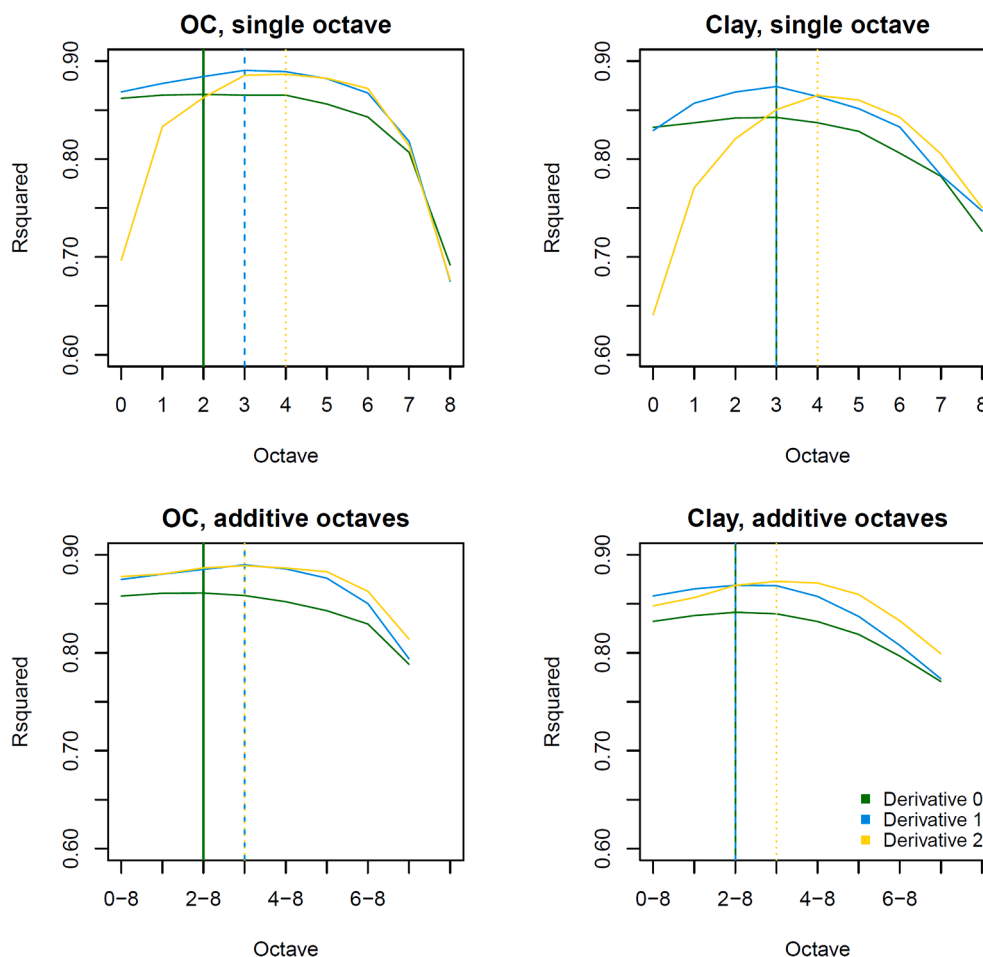 OC, single octave
Rsquared
0.90
0.80
0.70
0.60
0 1 2 3 4 5 6 7 8
Octave
Clay, single octave
Rsquared
0.90
0.80
0.70
0.60
0 1 2 3 4 5 6 7 8
Octave
OC, additive octaves
Rsquared
0.90
0.80
0.70
0.60
0−8 2−8 4−8 6−8
Octave
Clay, additive octaves
Rsquared
0.90
0.80
0.70
0.60
Derivative 0
Derivative 1
Derivative 2
0−8 2−8 4−8 6−8
Octave